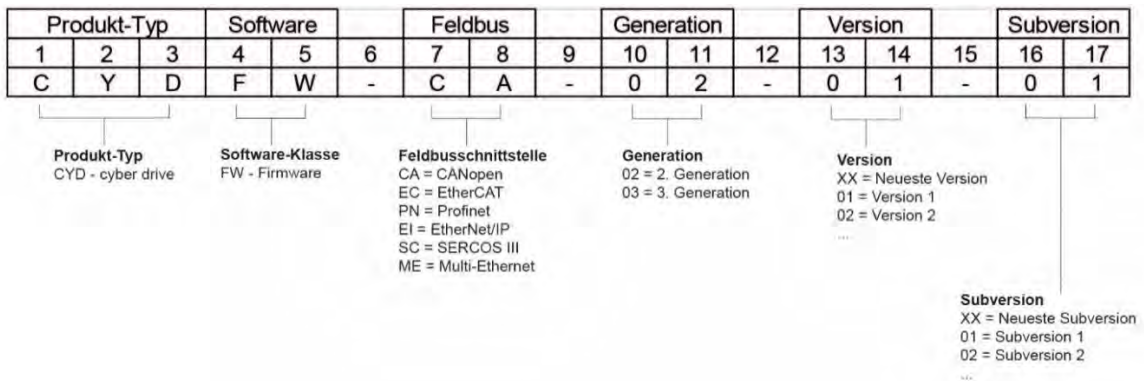 Produkt-Typ Software Feldbus Generation Version Subversion
1 2 3 4 5 6 7 8 9 10 11 12 13 14 15 16 17
C Y D F W - C A - 0 2 - 0 1 - 0 1
Produkt-Typ
CYD - cyber drive
Software-Klasse
FW - Firmware
Feldbusschnittstelle
CA = CANopen
EC = EtherCAT
PN = Profinet
EI = EtherNet/IP
SC = SERCOS III
ME = Multi-Ethernet
Generation
02 = 2. Generation
03 = 3. Generation
Version
XX = Neueste Version
01 = Version 1
02 = Version 2
...
Subversion
XX = Neueste Subversion
01 = Subversion 1
02 = Subversion 2
...